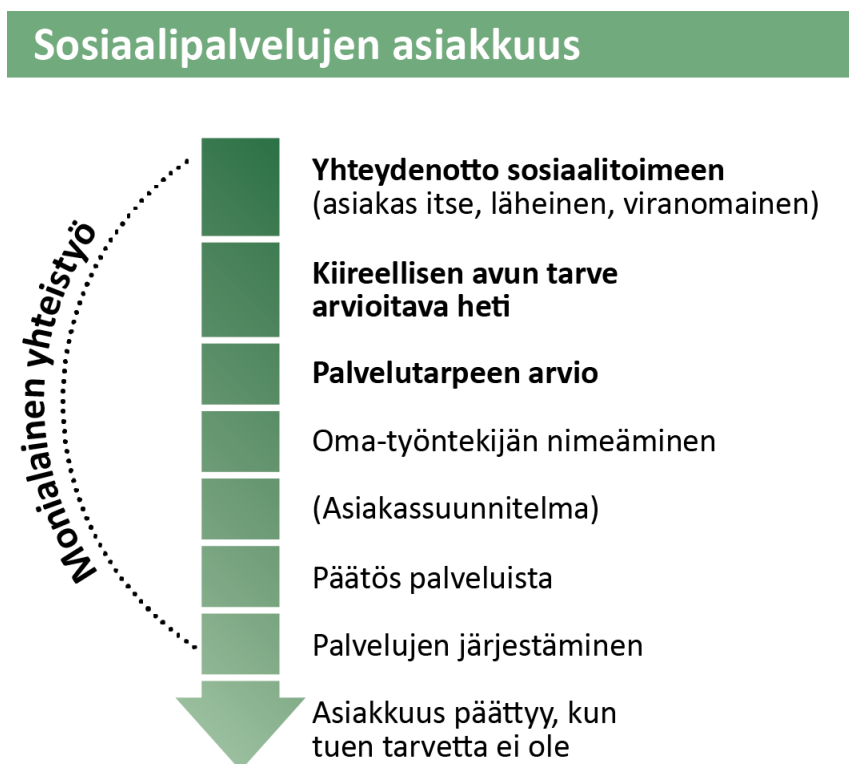 Sosiaalipalvelujen asiakkuus
Monialainen yhteistyö
Yhteydenotto sosiaalitoimeen
(asiakas itse, läheinen, viranomainen)
Kiireellisen avun tarve
arvioitava heti
Palvelutarpeen arvio
Oma-työntekijän nimeäminen
(Asiakassuunnitelma)
Päätös palveluista
Palvelujen järjestäminen
Asiakkuus päättyy, kun
tuen tarvetta ei ole